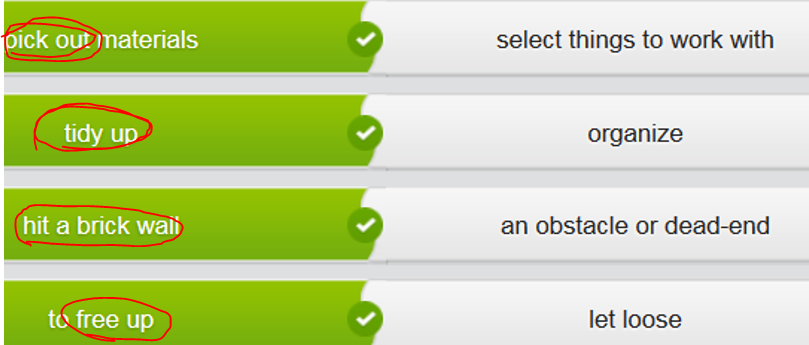 pick out materials
select things to work with
tidy up
organize
hit a brick wall
an obstacle or dead-end
to free up
let loose